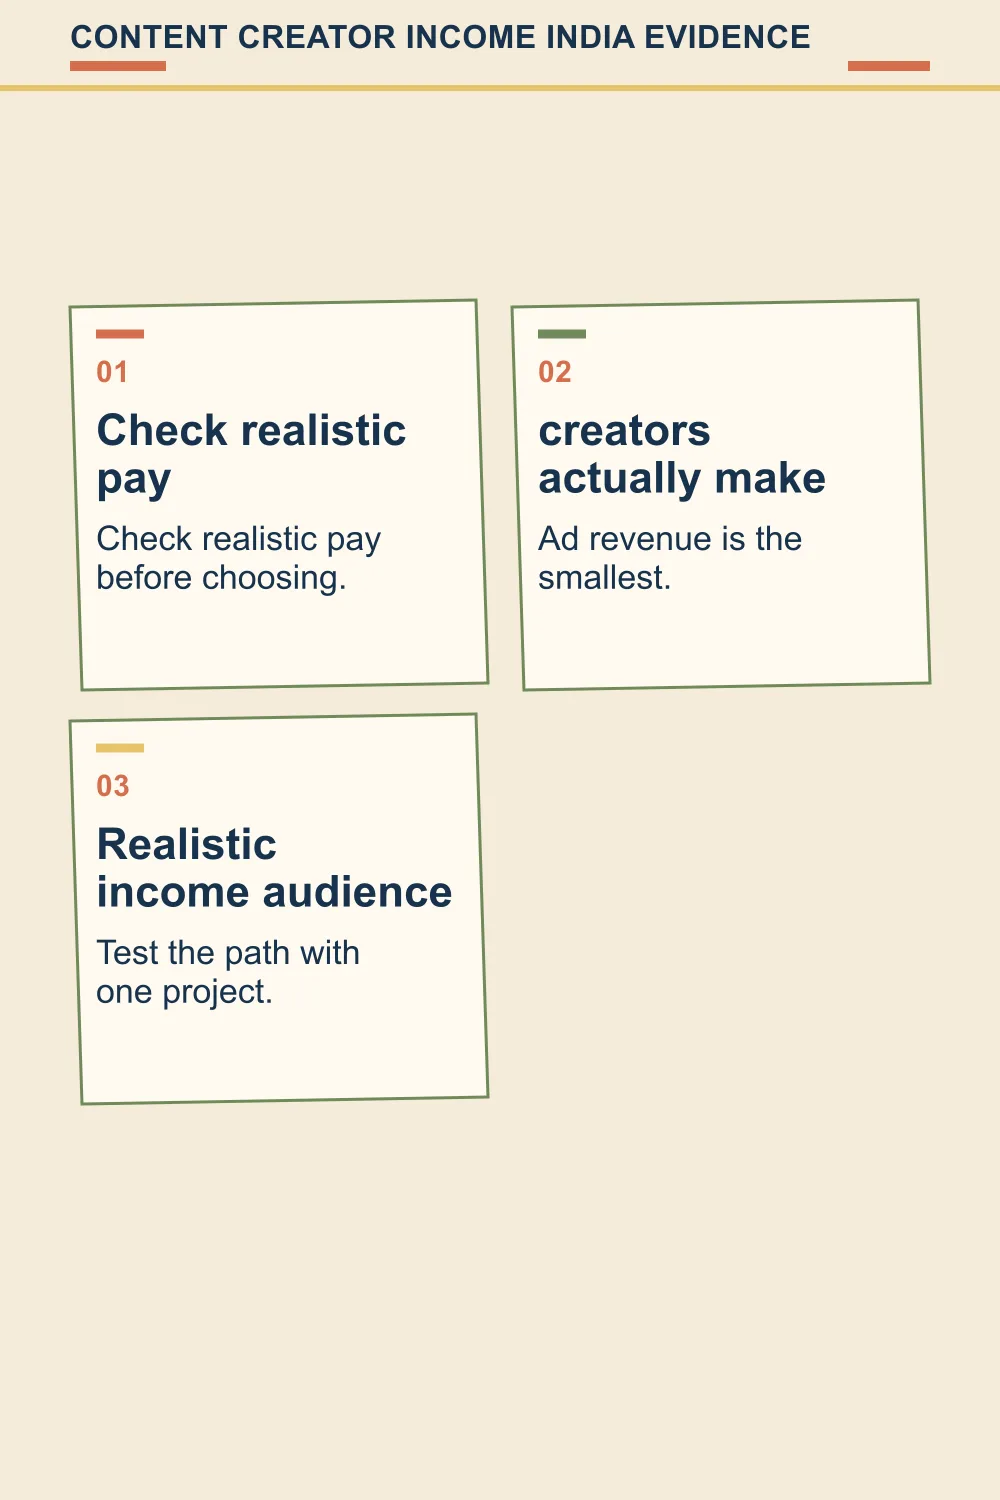 CONTENT CREATOR INCOME INDIA EVIDENCE
01
Check realistic
pay
Check realistic pay
before choosing.
02
creators
actually make
Ad revenue is the
smallest.
03
Realistic
income audience
Test the path with
one project.